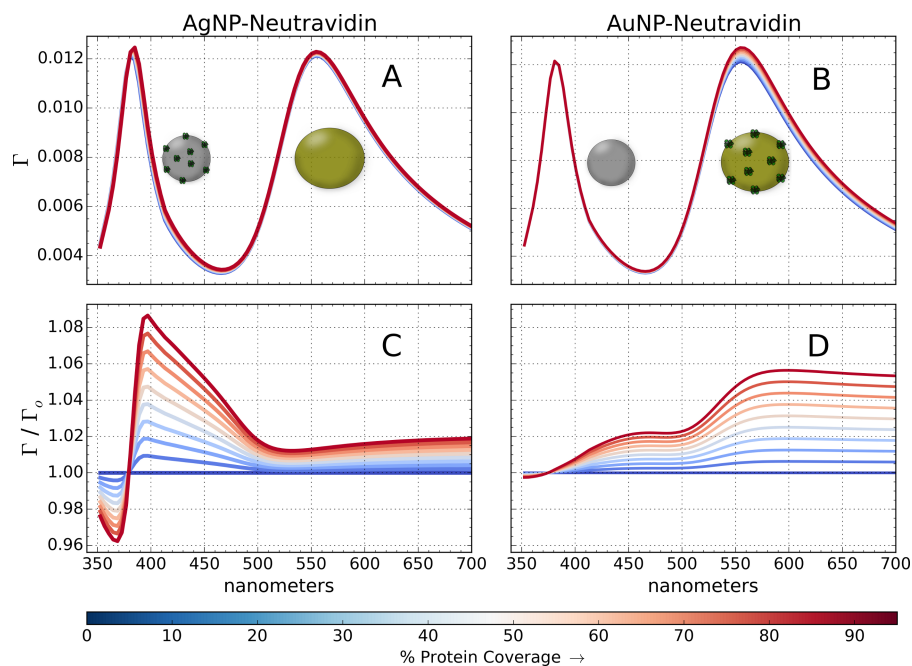 AgNP-Neutravidin
AuNP-Neutravidin
0.012
0.010
0.008
0.006
0.004
Γ
A
B
1.08
1.06
1.04
1.02
1.00
0.98
0.96
Γ / Γo
C
D
350 400 450 500 550 600 650 700
350 400 450 500 550 600 650 700
nanometers
nanometers
0 10 20 30 40 50 60 70 80 90
% Protein Coverage →